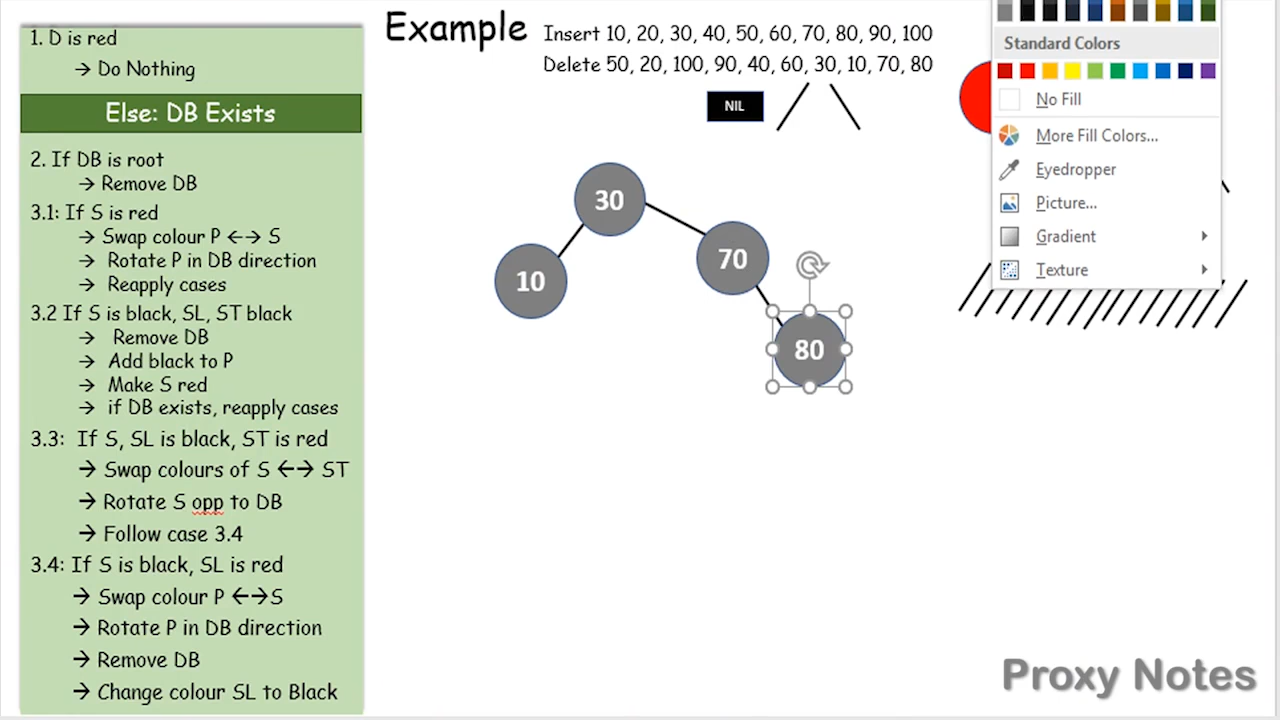 1. D is red
→ Do Nothing
Else: DB Exists
2. If DB is root
→ Remove DB
3.1: If S is red
→ Swap colour P ←→ S
→ Rotate P in DB direction
→ Reapply cases
3.2 If S is black, SL, ST black
→ Remove DB
→ Add black to P
→ Make S red
→ if DB exists, reapply cases
3.3: If S, SL is black, ST is red
→ Swap colours of S ←→ ST
→ Rotate S opp to DB
→ Follow case 3.4
3.4: If S is black, SL is red
→ Swap colour P ←→S
→ Rotate P in DB direction
→ Remove DB
→ Change colour SL to Black
Example
Insert 10, 20, 30, 40, 50, 60, 70, 80, 90, 100
Delete 50, 20, 100, 90, 40, 60, 30, 10, 70, 80
NIL
30
10
70
80
Standard Colors
No Fill
More Fill Colors...
Eyedropper
Picture...
Gradient
Texture
Proxy Notes